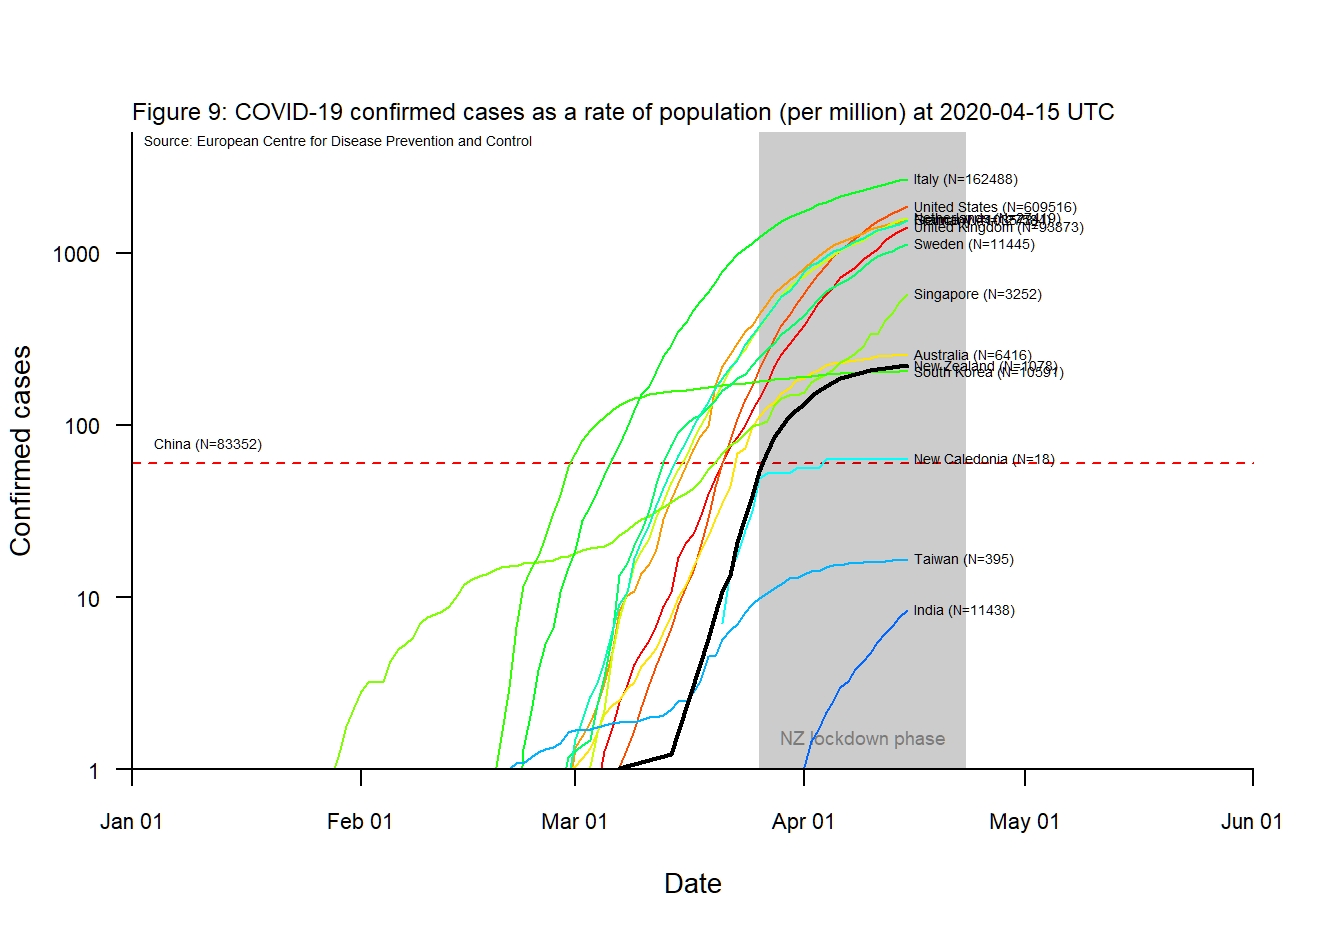 Figure 9: COVID-19 confirmed cases as a rate of population (per million) at 2020-04-15 UTC
Source: European Centre for Disease Prevention and Control
Italy (N=162488)
United States (N=609516)
United Kingdom (N=93873)
Sweden (N=11445)
Singapore (N=3252)
Australia (N=6416)
New Zealand (N=1078)
South Korea (N=10591)
China (N=83352)
New Caledonia (N=18)
Taiwan (N=395)
India (N=11438)
NZ lockdown phase
Confirmed cases
1000
100
10
1
Jan 01
Feb 01
Mar 01
Apr 01
May 01
Jun 01
Date